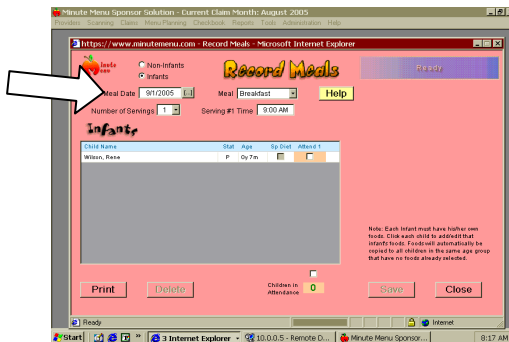 Minute Menu Sponsor Solution - Current Claim Month: August 2005
Providers Scanning Claims Menu Planning Checkbook Reports Tools Administration Help
https://www.minutemenu.com - Record Meals - Microsoft Internet Explorer
minute menu
Non-Infants
Infants
Record Meals
Ready
Meal Date 9/1/2005 Meal Breakfast Help
Number of Servings 1 Serving #1 Time 9:00 AM
Infants
Child Name Stat Age Sp Diet Attend 1
Wilson, Rene P 0y 7m
Note: Each Infant must have his/her own
foods. Click each child to add/edit that
infant's foods. Foods will automatically be
copied to all children in the same age group
that have no foods already selected.
Print Delete Children in
Attendance 0 Save Close
Ready Internet
Start » 3 Internet Explorer 10.0.0.5 - Remote D... Minute Menu Sponsor... 9:17 AM